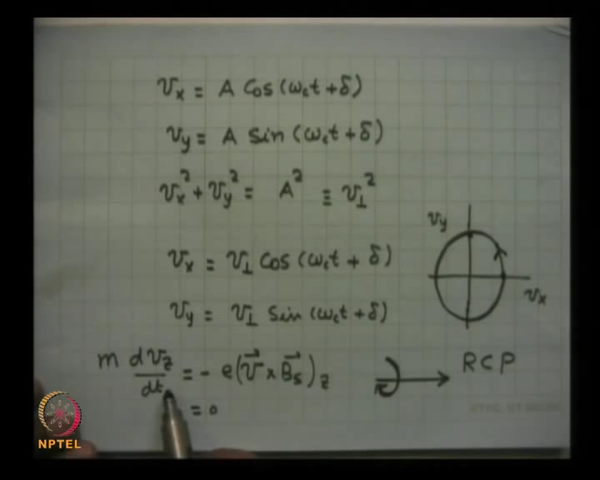 Vx = A Cos(ωct + δ)
Vy = A Sin(ωct + δ)
Vx² + Vy² = A² ≡ V⊥²
Vx = V⊥ Cos(ωct + δ)
Vy = V⊥ Sin(ωct + δ)
Vy
Vx
m dVz/dt = - e(V⃗ × B⃗s)z
= 0
RCP
NPTEL